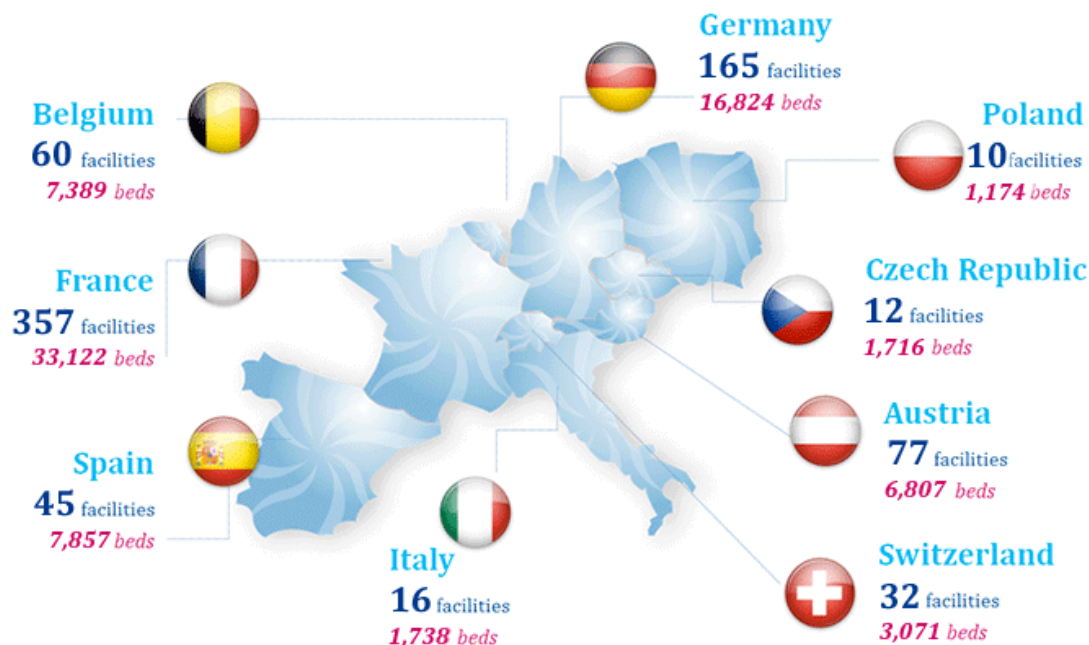 Germany
165 facilities
16,824 beds
Belgium
60 facilities
7,389 beds
Poland
10facilities
1,174 beds
France
357 facilities
33,122 beds
Czech Republic
12 facilities
1,716 beds
Spain
45 facilities
7,857 beds
Austria
77 facilities
6,807 beds
Italy
16 facilities
1,738 beds
Switzerland
32 facilities
3,071 beds